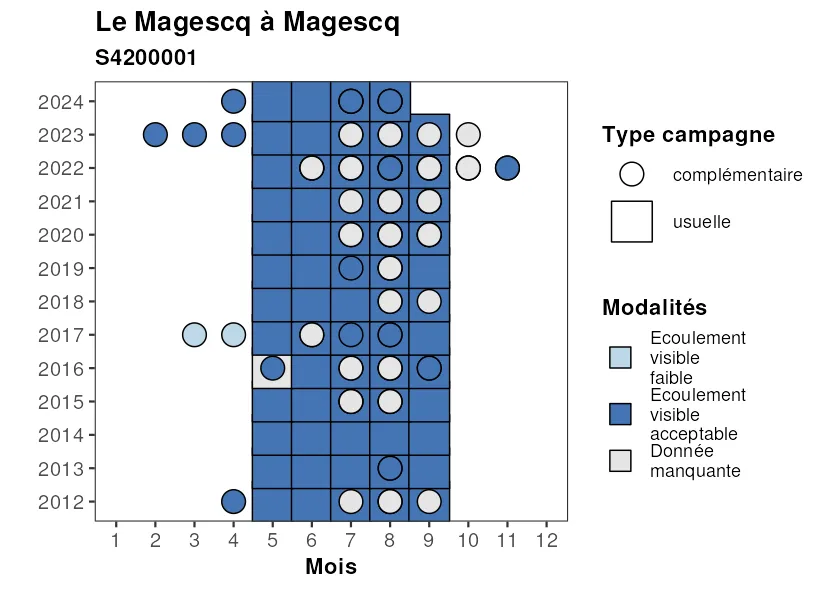 Le Magescq à Magescq
S4200001
2024
2023
2022
2021
2020
2019
2018
2017
2016
2015
2014
2013
2012
1 2 3 4 5 6 7 8 9 10 11 12
Mois
Type campagne
complémentaire
usuelle
Modalités
Ecoulement
visible
faible
Ecoulement
visible
acceptable
Donnée
manquante